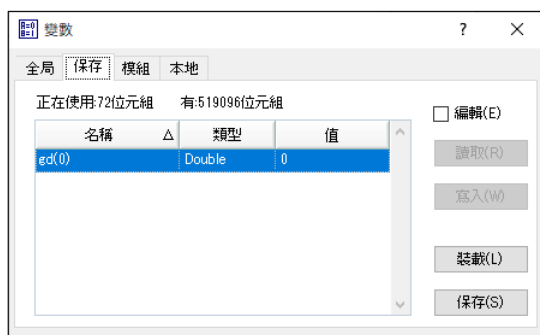 變數
全局 保存 模組 本地
正在使用:72位元組 有:519096位元組
編輯(E)
名稱 類型 值
gd(0) Double 0
讀取(R)
寫入(W)
裝載(L)
保存(S)